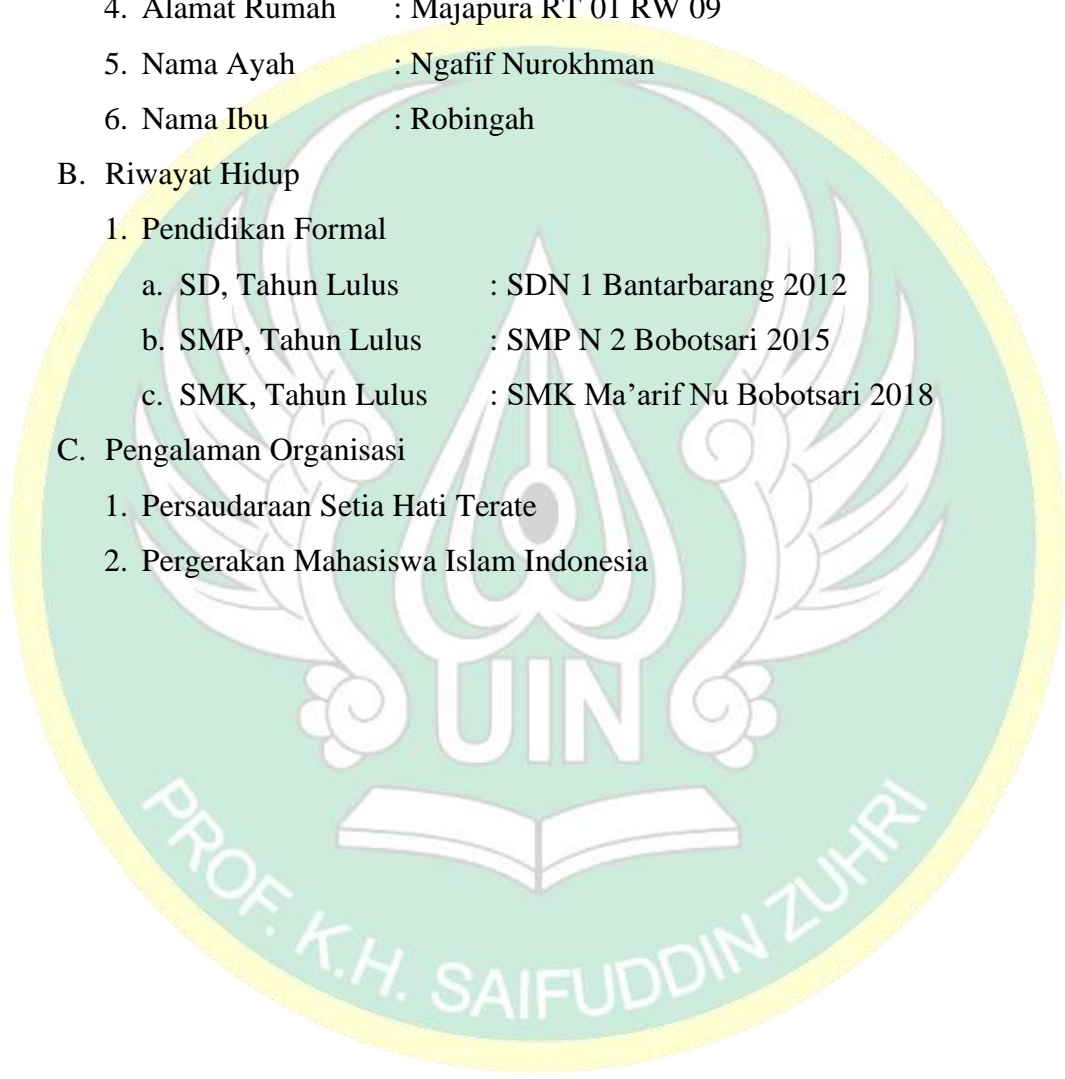 4. Alamat Rumah : Majapura RT 01 RW 09
5. Nama Ayah : Ngafif Nurokhman
6. Nama Ibu : Robingah
B. Riwayat Hidup
1. Pendidikan Formal
a. SD, Tahun Lulus : SDN 1 Bantarbarang 2012
b. SMP, Tahun Lulus : SMP N 2 Bobotsari 2015
c. SMK, Tahun Lulus : SMK Ma’arif Nu Bobotsari 2018
C. Pengalaman Organisasi
1. Persaudaraan Setia Hati Terate
2. Pergerakan Mahasiswa Islam Indonesia
UIN
PROF. K.H. SAIFUDDIN ZUHRI